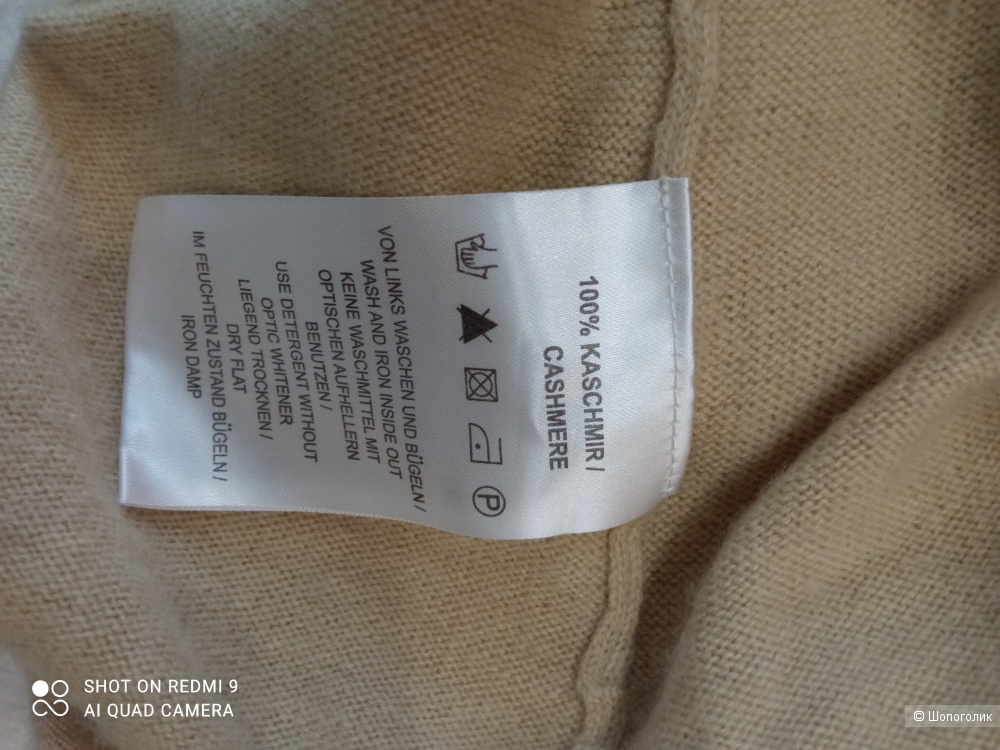 100% KASCHMIR /
CASHMERE
P
VON LINKS WASCHEN UND BÜGELN /
WASH AND IRON INSIDE OUT
KEINE WASCHMITTEL MIT
OPTISCHEN AUFHELLERN
BENUTZEN /
USE DETERGENT WITHOUT
OPTIC WHITENER
LIEGEND TROCKNEN /
DRY FLAT
IM FEUCHTEN ZUSTAND BÜGELN /
IRON DAMP
SHOT ON REDMI 9
AI QUAD CAMERA
© Шопоголик